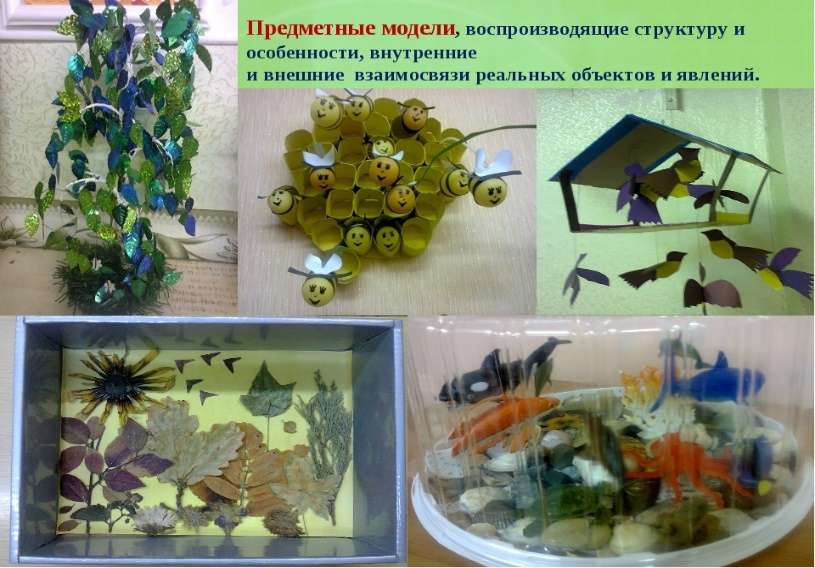 Предметные модели, воспроизводящие структуру и
особенности, внутренние
и внешние взаимосвязи реальных объектов и явлений.